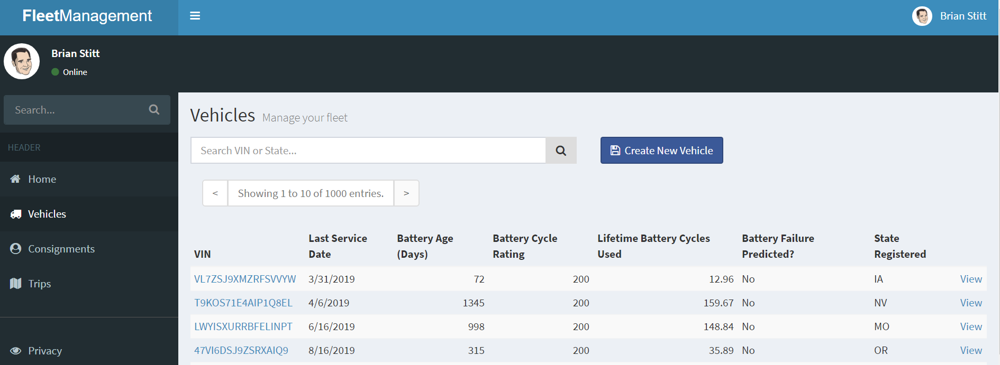 FleetManagement
Brian Stitt
Brian Stitt
Online
Search...
HEADER
Home
Vehicles
Consignments
Trips
Privacy
Vehicles Manage your fleet
Search VIN or State...
Create New Vehicle
< Showing 1 to 10 of 1000 entries. >
VIN Last Service Date Battery Age (Days) Battery Cycle Rating Lifetime Battery Cycles Used Battery Failure Predicted? State Registered
VL7ZSJ9XMZRFSVVYW 3/31/2019 72 200 12.96 No IA View
T9KOS71E4AIP1Q8EL 4/6/2019 1345 200 159.67 No NV View
LWYISXURRBFELINPT 6/16/2019 998 200 148.84 No MO View
47VI6DSJ9ZSRXAIQ9 8/16/2019 315 200 35.89 No OR View